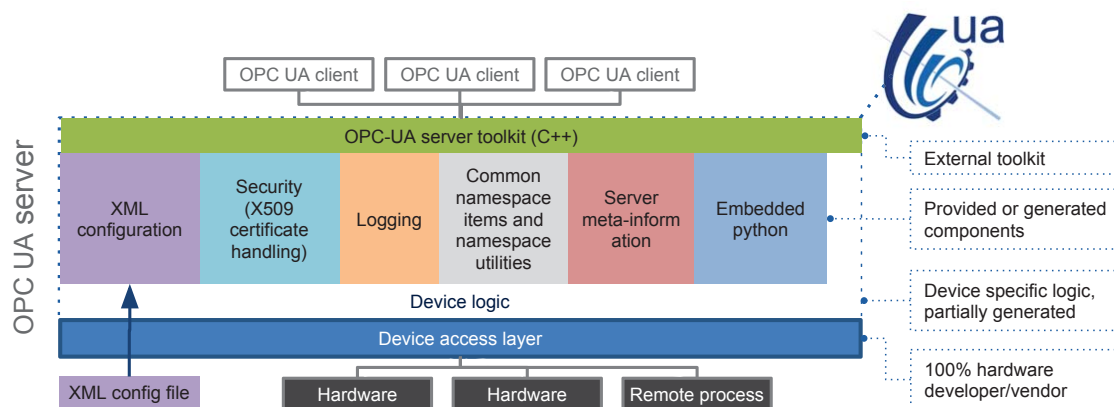 ua
OPC UA client
OPC UA client
OPC UA client
OPC UA server
OPC-UA server toolkit (C++)
XML
configuration
Security
(X509
certificate
handling)
Logging
Common
namespace
items and
namespace
utilities
Server
meta-inform
ation
Embedded
python
External toolkit
Provided or generated
components
Device logic
Device specific logic,
partially generated
Device access layer
100% hardware
developer/vendor
XML config file
Hardware
Hardware
Remote process